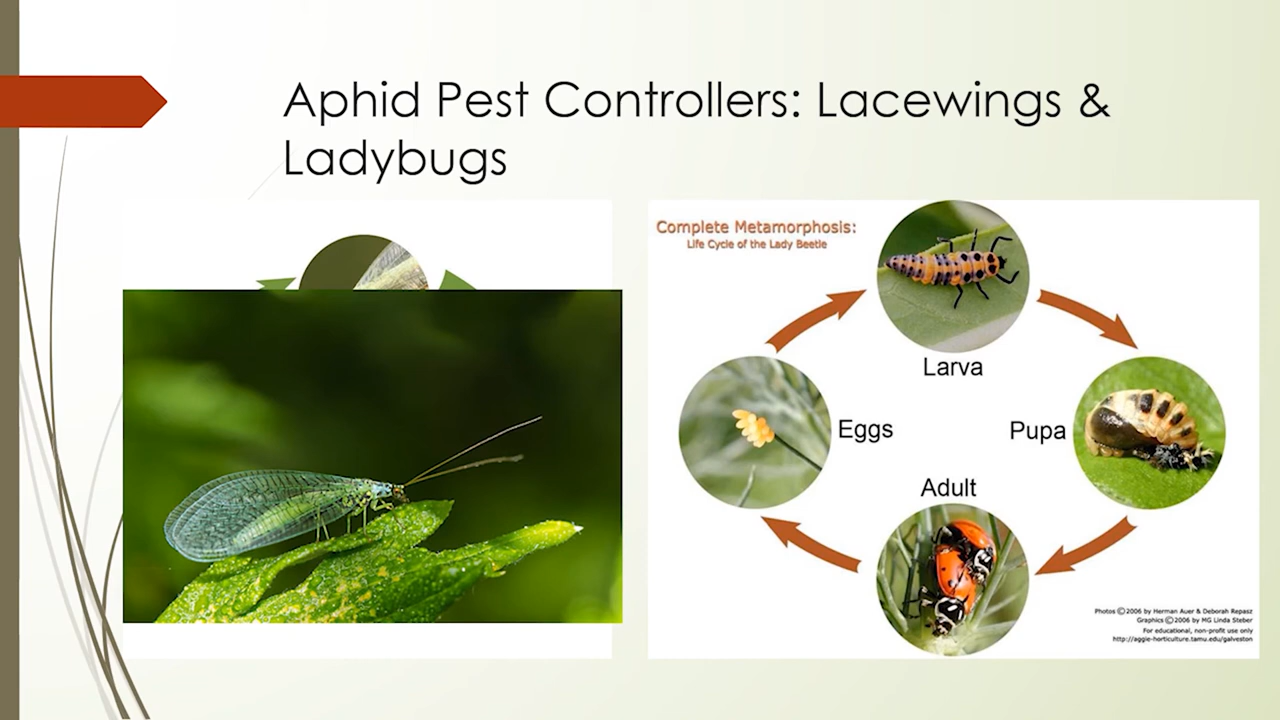 Aphid Pest Controllers: Lacewings &
Ladybugs
Complete Metamorphosis:
Life Cycle of the Lady Beetle
Larva
Eggs
Pupa
Adult
Photos ©2006 by Herman Auer & Deborah Repasz
Graphics ©2006 by MG Linda Steber
For educational, non-profit use only
http://aggie-horticulture.tamu.edu/galveston